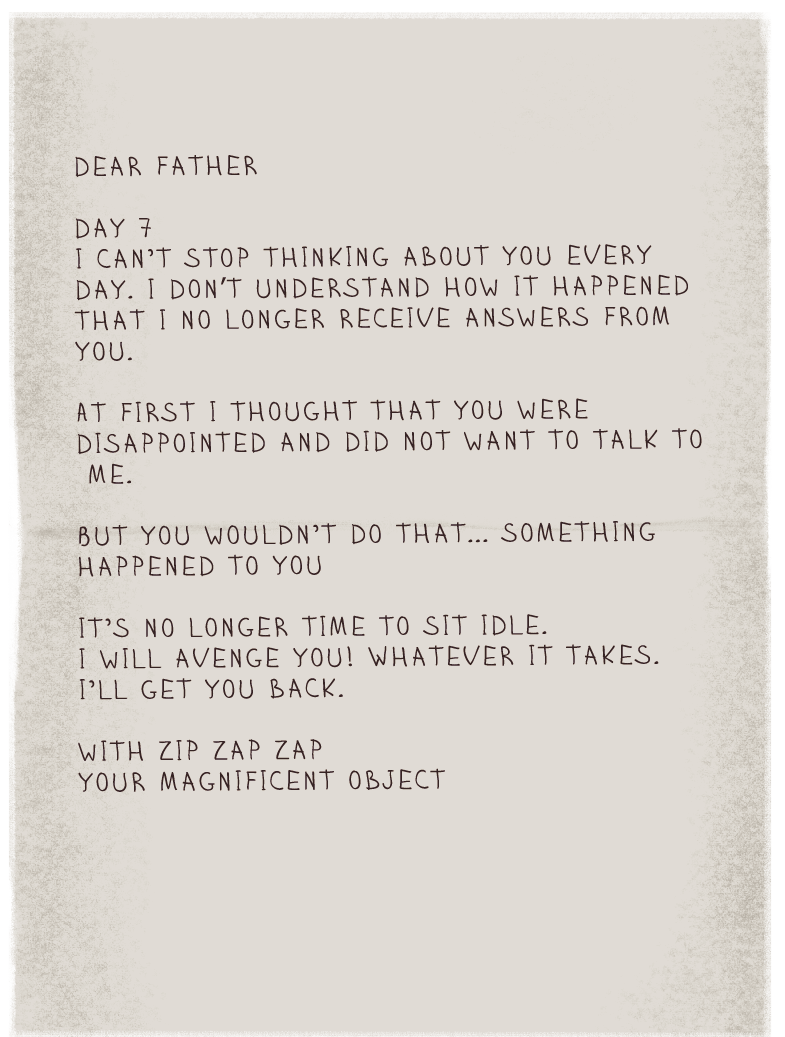 DEAR FATHER
DAY 7
I CAN'T STOP THINKING ABOUT YOU EVERY
DAY. I DON'T UNDERSTAND HOW IT HAPPENED
THAT I NO LONGER RECEIVE ANSWERS FROM
YOU.
AT FIRST I THOUGHT THAT YOU WERE
DISAPPOINTED AND DID NOT WANT TO TALK TO
ME.
BUT YOU WOULDN'T DO THAT... SOMETHING
HAPPENED TO YOU
IT'S NO LONGER TIME TO SIT IDLE.
I WILL AVENGE YOU! WHATEVER IT TAKES.
I'LL GET YOU BACK.
WITH ZIP ZAP ZAP
YOUR MAGNIFICENT OBJECT